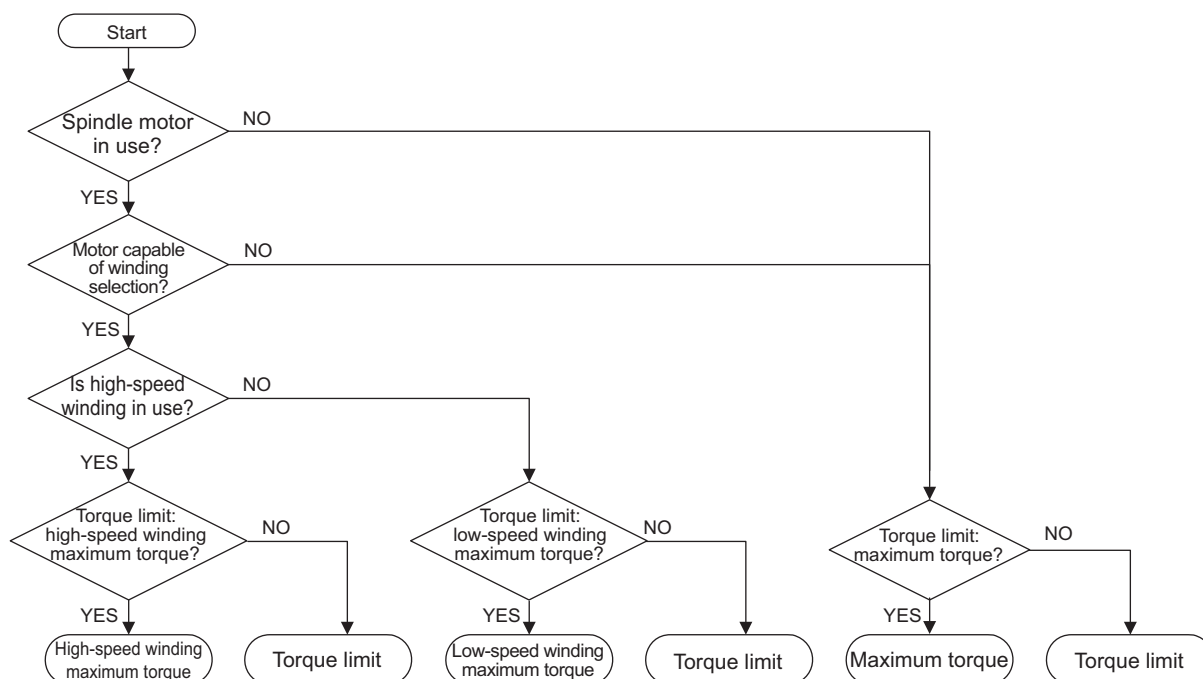 Start
Spindle motor
in use?
NO
YES
Motor capable
of winding
selection?
NO
YES
Is high-speed
winding in use?
NO
YES
Torque limit:
high-speed winding
maximum torque?
NO
Torque limit:
low-speed winding
maximum torque?
NO
Torque limit:
maximum torque?
NO
YES
YES
YES
High-speed winding
maximum torque
Torque limit
Low-speed winding
maximum torque
Torque limit
Maximum torque
Torque limit